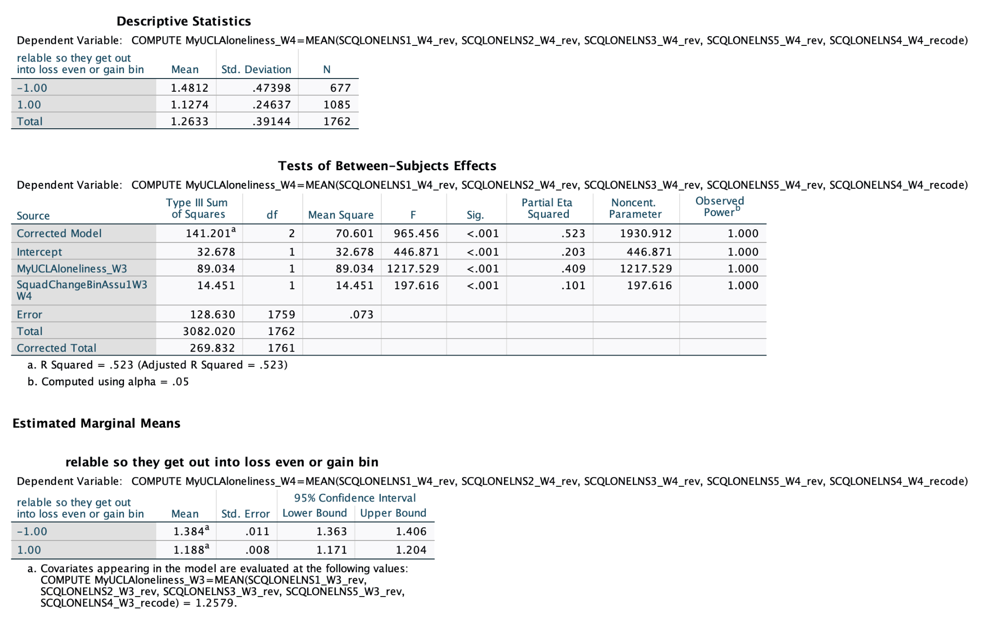 Descriptive Statistics
Dependent Variable: COMPUTE MyUCLAloneliness_W4=MEAN(SCQLONELNS1_W4_rev, SCQLONELNS2_W4_rev, SCQLONELNS3_W4_rev, SCQLONELNS5_W4_rev, SCQLONELNS4_W4_recode)
relable so they get out
into loss even or gain bin Mean Std. Deviation N
-1.00 1.4812 .47398 677
1.00 1.1274 .24637 1085
Total 1.2633 .39144 1762
Tests of Between-Subjects Effects
Dependent Variable: COMPUTE MyUCLAloneliness_W4=MEAN(SCQLONELNS1_W4_rev, SCQLONELNS2_W4_rev, SCQLONELNS3_W4_rev, SCQLONELNS5_W4_rev, SCQLONELNS4_W4_recode)
Type III Sum Partial Eta Noncent. Observed
Source of Squares df Mean Square F Sig. Squared Parameter Power^b
Corrected Model 141.201^a 2 70.601 965.456 <.001 .523 1930.912 1.000
Intercept 32.678 1 32.678 446.871 <.001 .203 446.871 1.000
MyUCLAloneliness_W3 89.034 1 89.034 1217.529 <.001 .409 1217.529 1.000
SquadChangeBinAssu1W3 14.451 1 14.451 197.616 <.001 .101 197.616 1.000
W4
Error 128.630 1759 .073
Total 3082.020 1762
Corrected Total 269.832 1761
a. R Squared = .523 (Adjusted R Squared = .523)
b. Computed using alpha = .05
Estimated Marginal Means
relable so they get out into loss even or gain bin
Dependent Variable: COMPUTE MyUCLAloneliness_W4=MEAN(SCQLONELNS1_W4_rev, SCQLONELNS2_W4_rev, SCQLONELNS3_W4_rev, SCQLONELNS5_W4_rev, SCQLONELNS4_W4_recode)
relable so they get out 95% Confidence Interval
into loss even or gain bin Mean Std. Error Lower Bound Upper Bound
-1.00 1.384^a .011 1.363 1.406
1.00 1.188^a .008 1.171 1.204
a. Covariates appearing in the model are evaluated at the following values:
COMPUTE MyUCLAloneliness_W3=MEAN(SCQLONELNS1_W3_rev,
SCQLONELNS2_W3_rev, SCQLONELNS3_W3_rev, SCQLONELNS5_W3_rev,
SCQLONELNS4_W3_recode) = 1.2579.